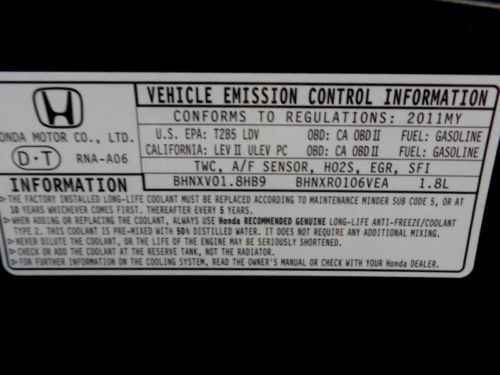 VEHICLE EMISSION CONTROL INFORMATION
CONFORMS TO REGULATIONS: 2011MY
ONDA MOTOR CO., LTD.
D-T RNA-A06
U.S. EPA: T2B5 LDV OBD: CA OBD II FUEL: GASOLINE
CALIFORNIA: LEV II ULEV PC OBD: CA OBD II FUEL: GASOLINE
TWC, A/F SENSOR, HO2S, EGR, SFI
INFORMATION BHNXV01.8HB9 BHNXR0106VEA 1.8L
▷THE FACTORY INSTALLED LONG-LIFE COOLANT MUST BE REPLACED ACCORDING TO MAINTENANCE MINDER SUB CODE 5, OR AT
10 YEARS WHICHEVER COMES FIRST. THEREAFTER EVERY 5 YEARS.
▷WHEN ADDING OR REPLACING THE COOLANT, ALWAYS USE Honda RECOMMENDED GENUINE LONG-LIFE ANTI-FREEZE/COOLANT
TYPE 2. THIS COOLANT IS PRE-MIXED WITH 50% DISTILLED WATER. IT DOES NOT REQUIRE ANY ADDITIONAL MIXING.
▷NEVER DILUTE THE COOLANT, OR THE LIFE OF THE ENGINE MAY BE SERIOUSLY SHORTENED.
▷CHECK AND ADD COOLANT AT THE RESERVE TANK, NOT THE RADIATOR.
▷FOR FURTHER INFORMATION ON THE COOLING SYSTEM, READ THE OWNER'S MANUAL OR CHECK WITH YOUR Honda DEALER.